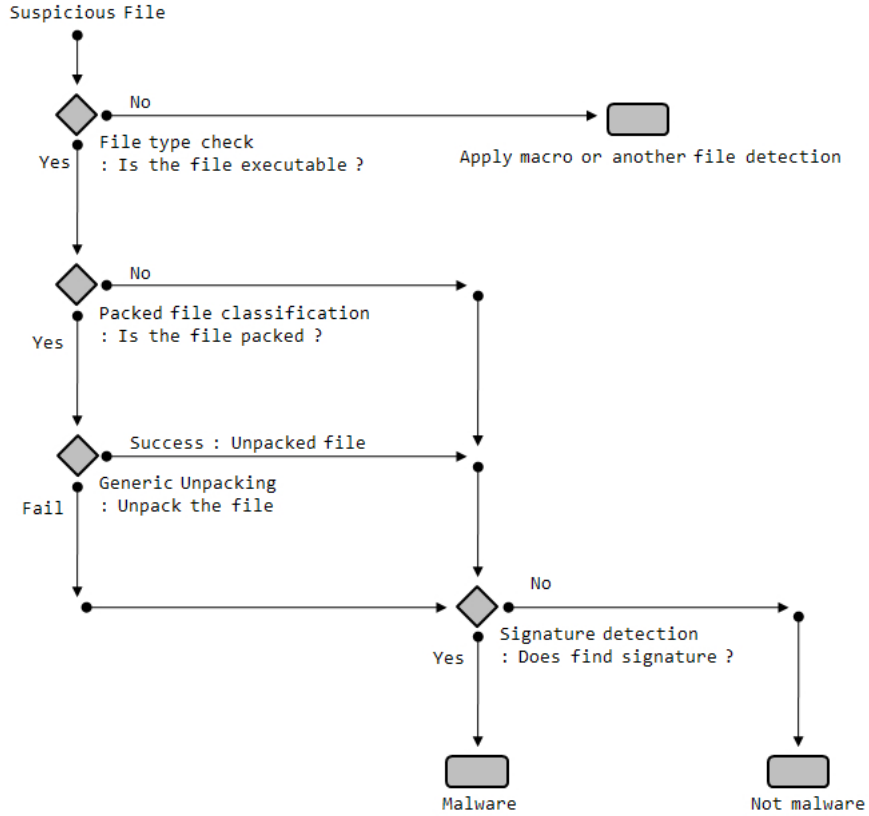 Suspicious File
No
File type check
Yes
: Is the file executable ?
Apply macro or another file detection
No
Packed file classification
: Is the file packed ?
Yes
Success : Unpacked file
Generic Unpacking
: Unpack the file
Fail
No
Signature detection
: Does find signature ?
Yes
Malware
Not malware